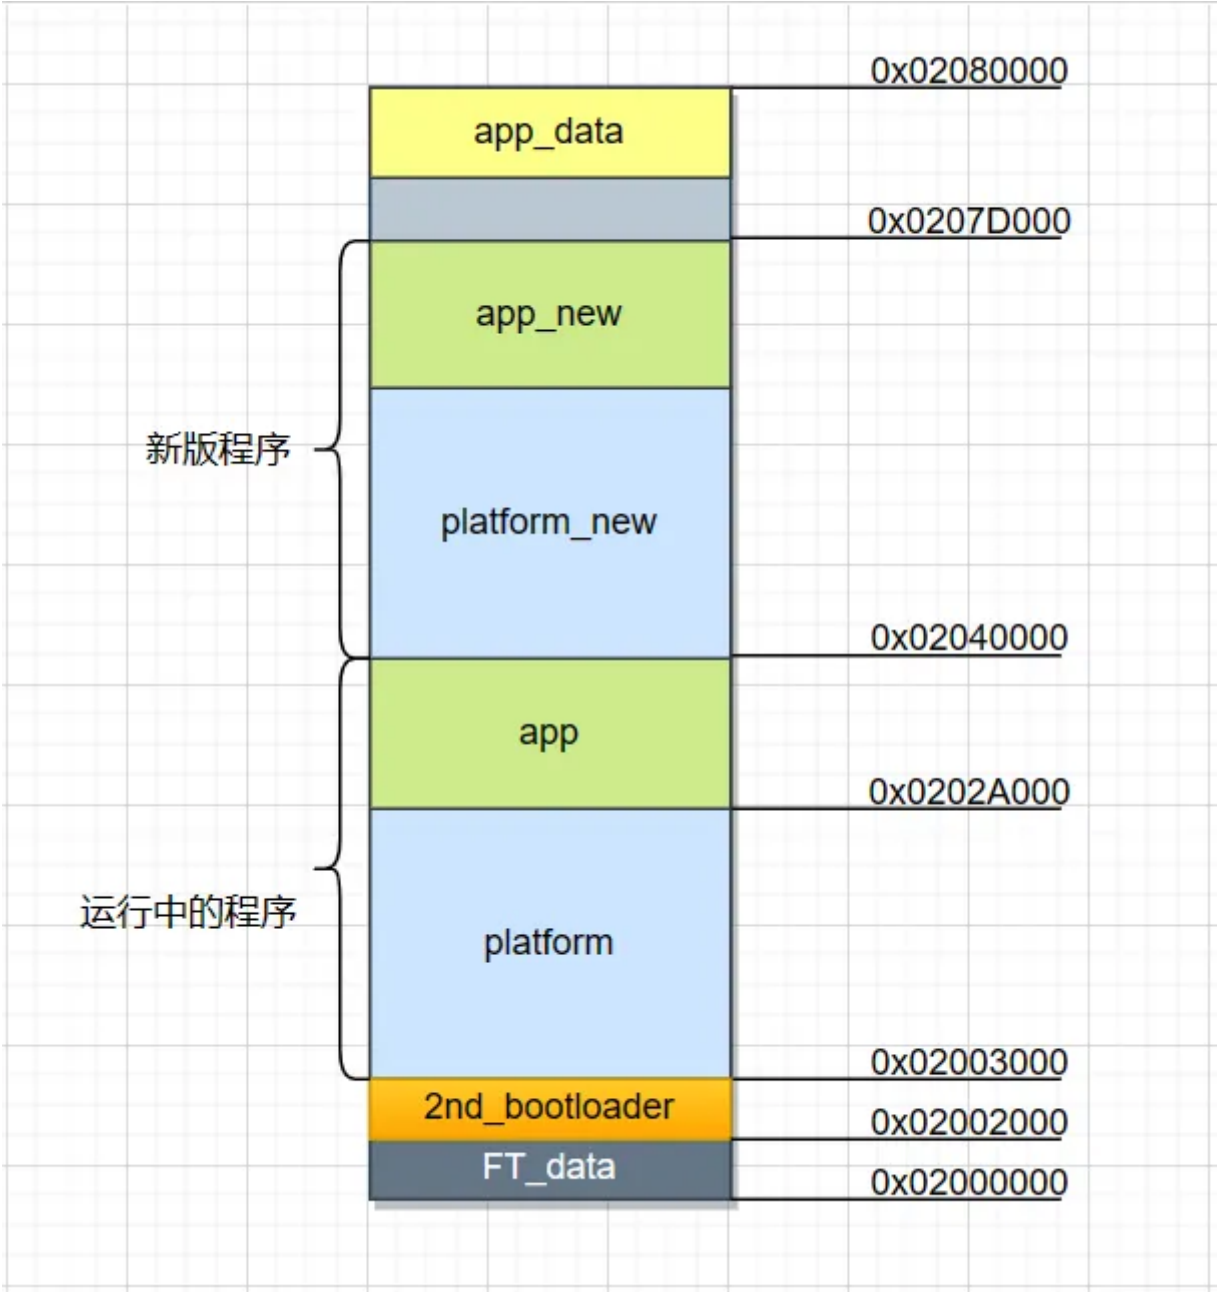 0x02080000
app_data
0x0207D000
app_new
新版程序
platform_new
0x02040000
app
0x0202A000
运行中的程序
platform
0x02003000
2nd_bootloader
0x02002000
FT_data
0x02000000